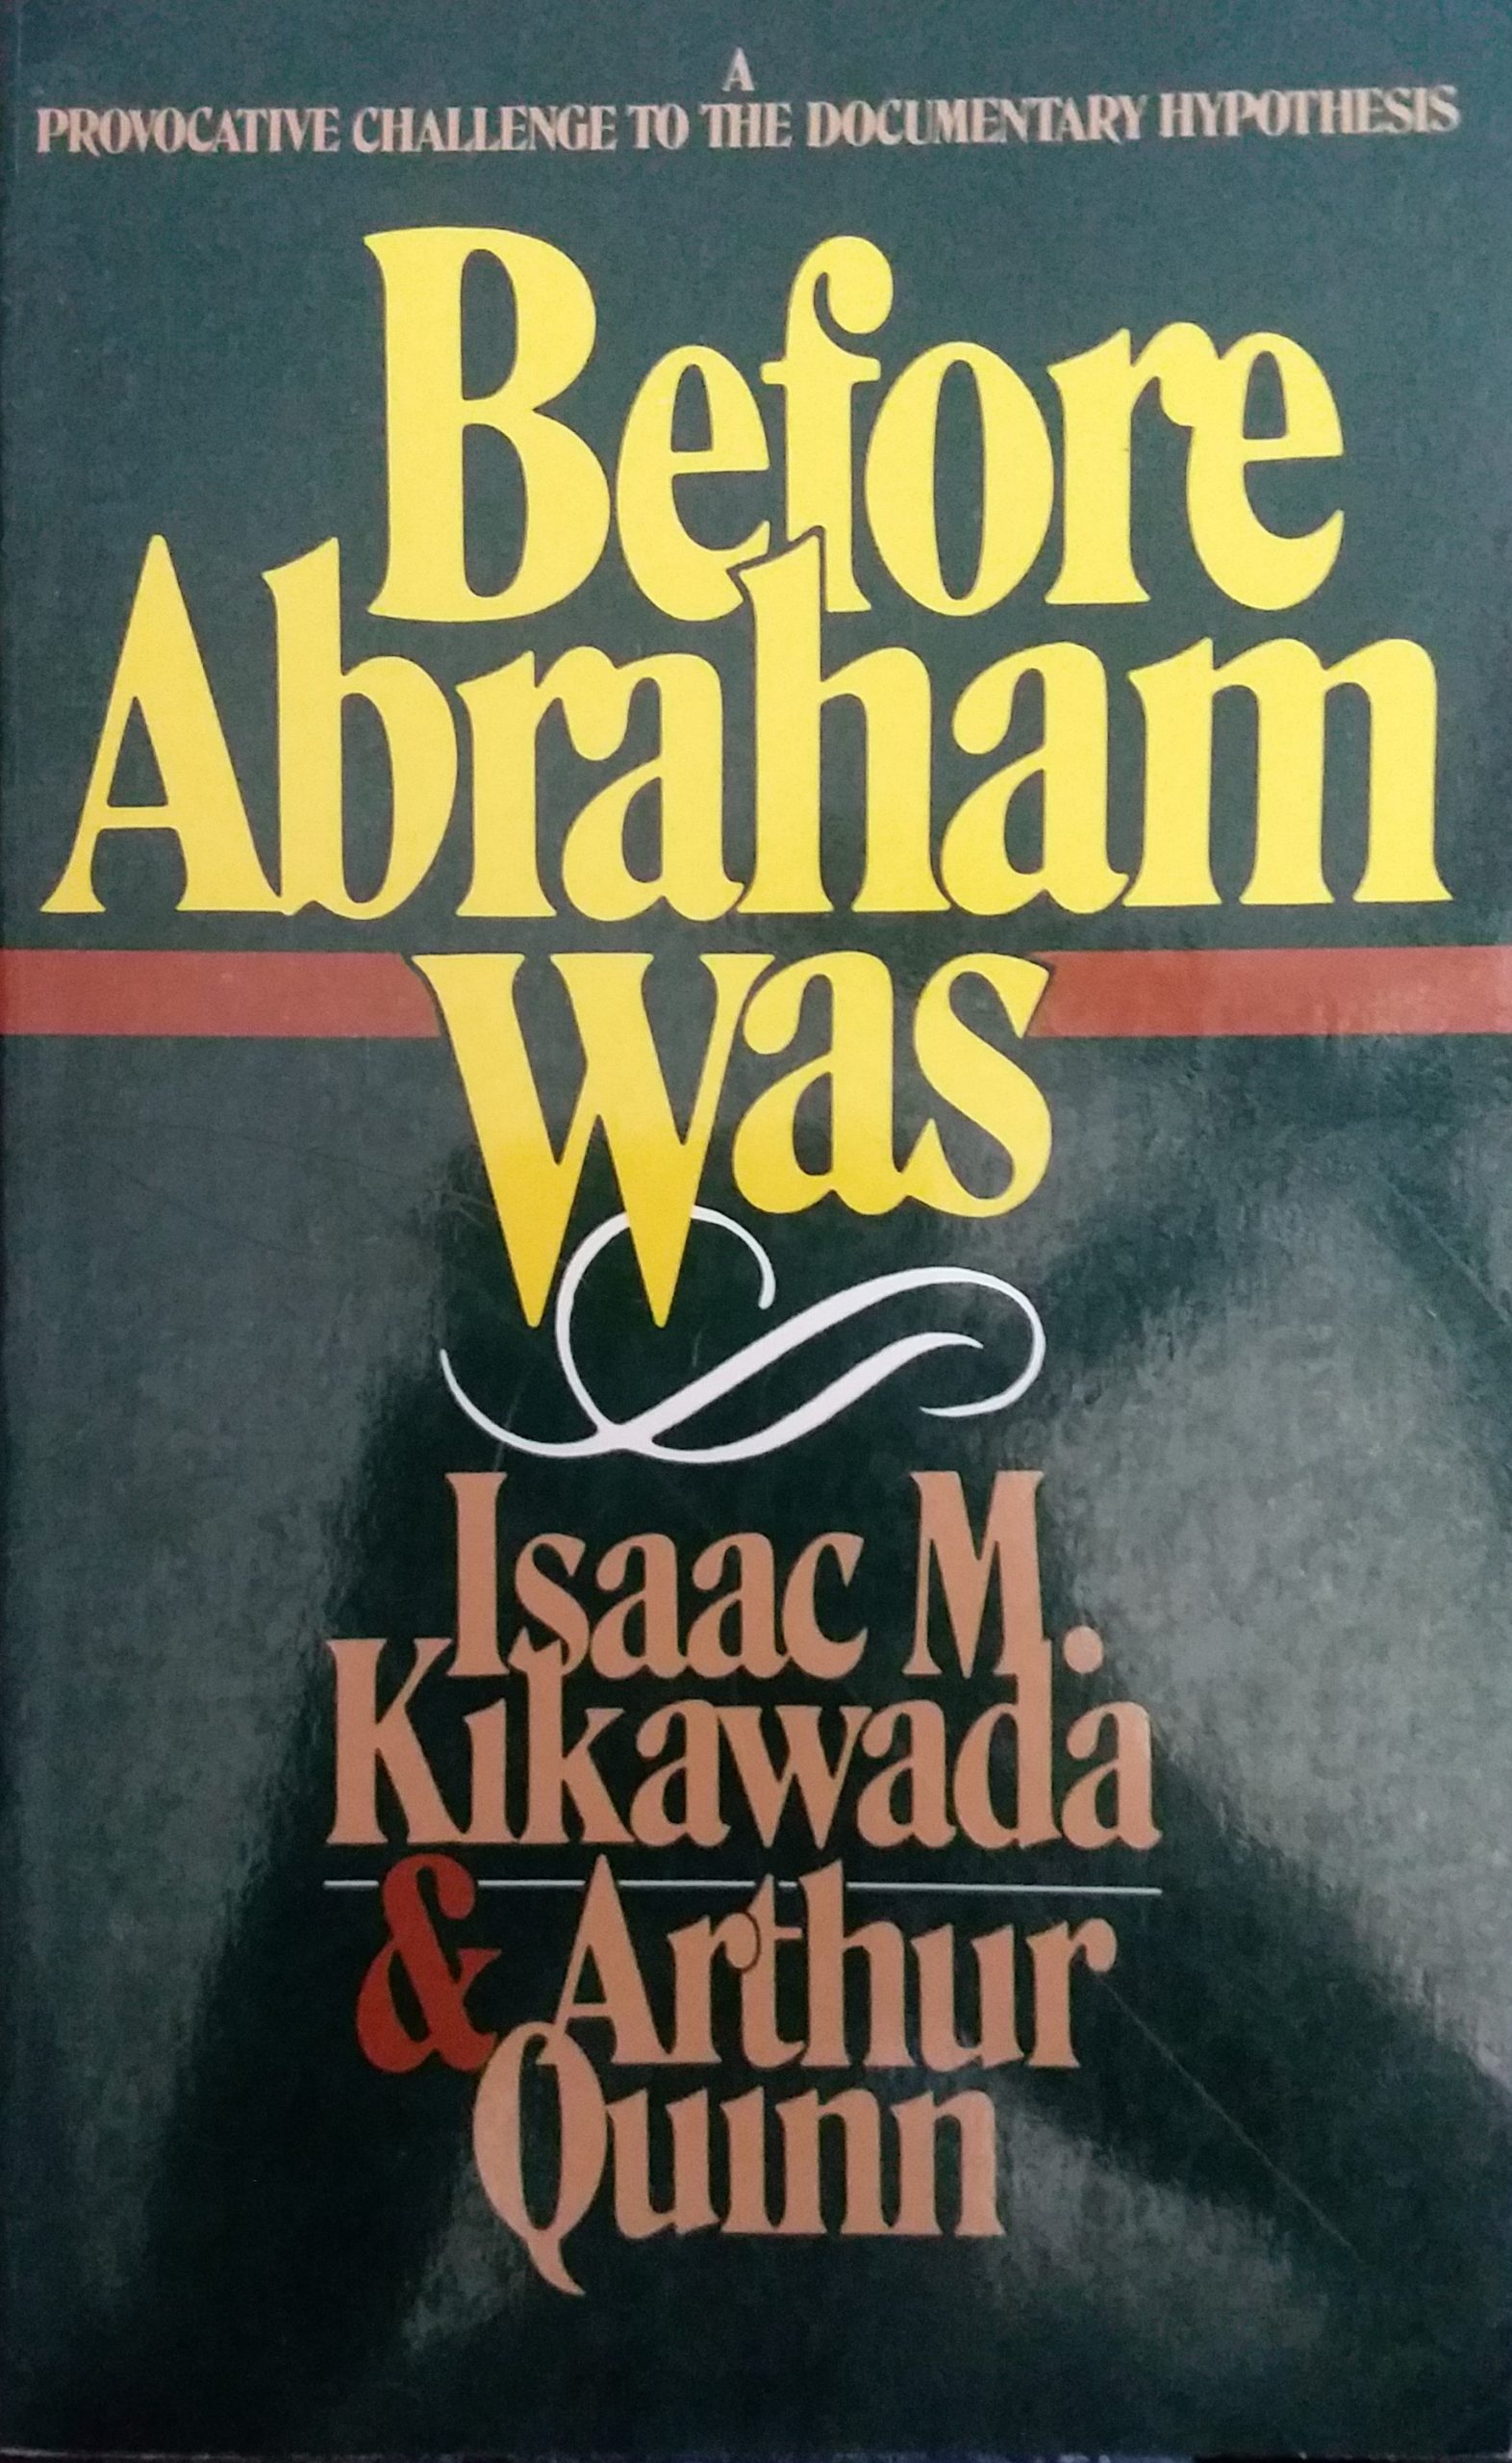 A
PROVOCATIVE CHALLENGE TO THE DOCUMENTARY HYPOTHESIS
Before
Abraham
Was
Isaac M.
Kikawada
& Arthur
Quinn